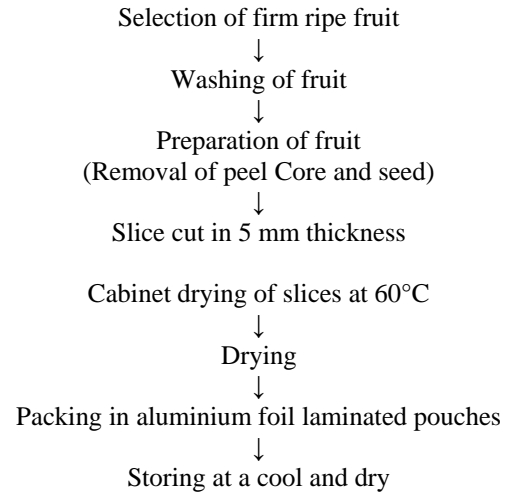 Selection of firm ripe fruit
↓
Washing of fruit
↓
Preparation of fruit
(Removal of peel Core and seed)
↓
Slice cut in 5 mm thickness
Cabinet drying of slices at 60°C
↓
Drying
↓
Packing in aluminium foil laminated pouches
↓
Storing at a cool and dry